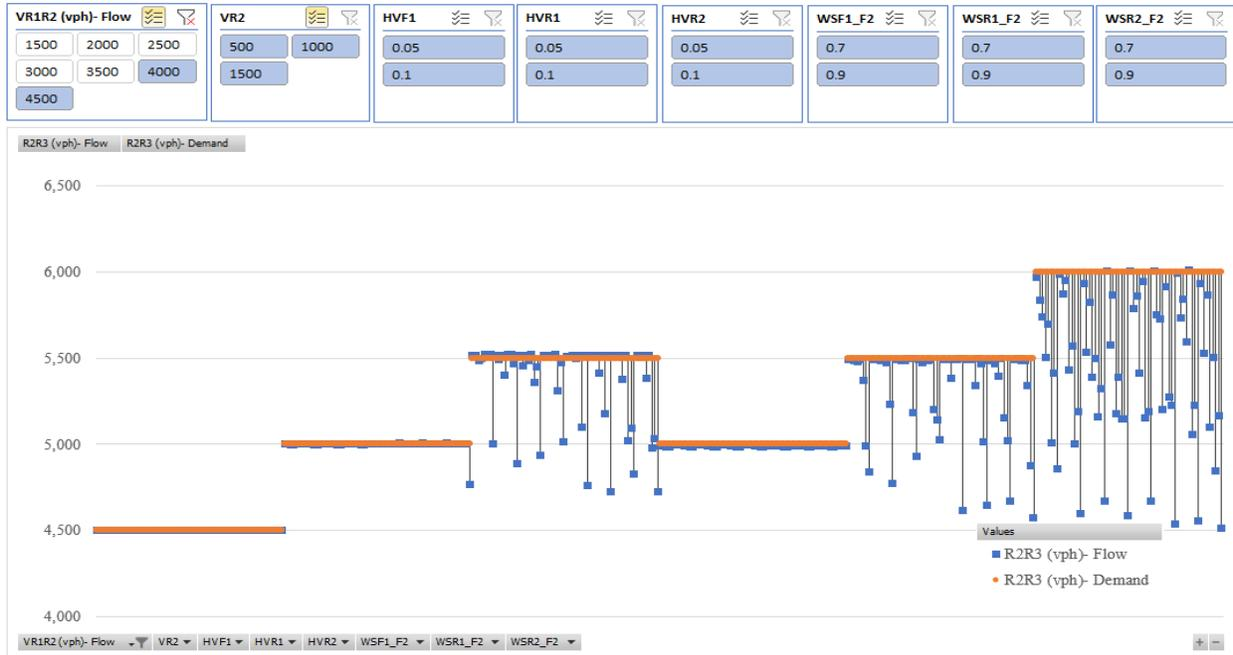 VR1R2 (vph)- Flow
1500 2000 2500
3000 3500 4000
4500
VR2
500 1000
1500
HVF1
0.05
0.1
HVR1
0.05
0.1
HVR2
0.05
0.1
WSF1_F2
0.7
0.9
WSR1_F2
0.7
0.9
WSR2_F2
0.7
0.9
R2R3 (vph)- Flow R2R3 (vph)- Demand
6,500
6,000
5,500
5,000
4,500
4,000
Values
R2R3 (vph)- Flow
R2R3 (vph)- Demand
VR1R2 (vph)- Flow VR2 HVF1 HVR1 HVR2 WSF1_F2 WSR1_F2 WSR2_F2 + −